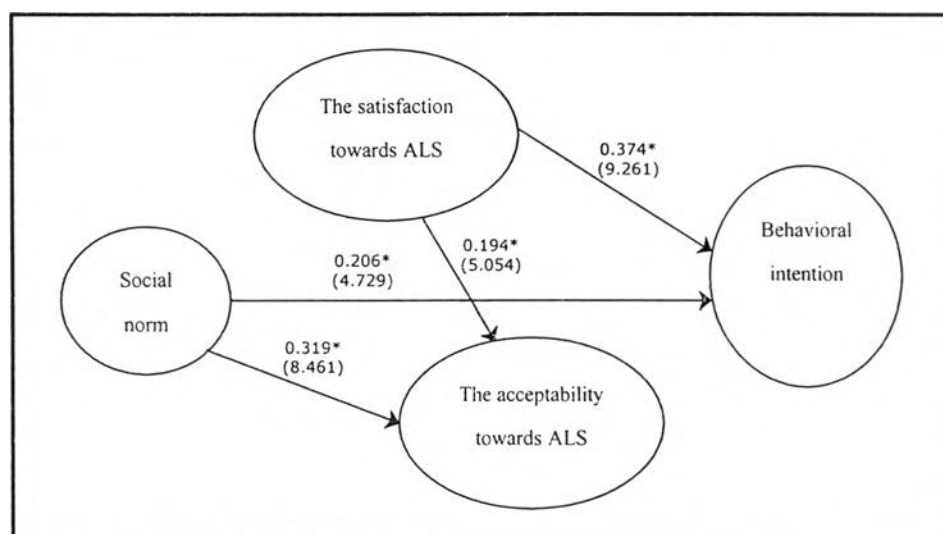 The satisfaction
towards ALS
0.374*
(9.261)
Behavioral
intention
0.194*
(5.054)
0.206*
(4.729)
Social
norm
0.319*
(8.461)
The acceptability
towards ALS